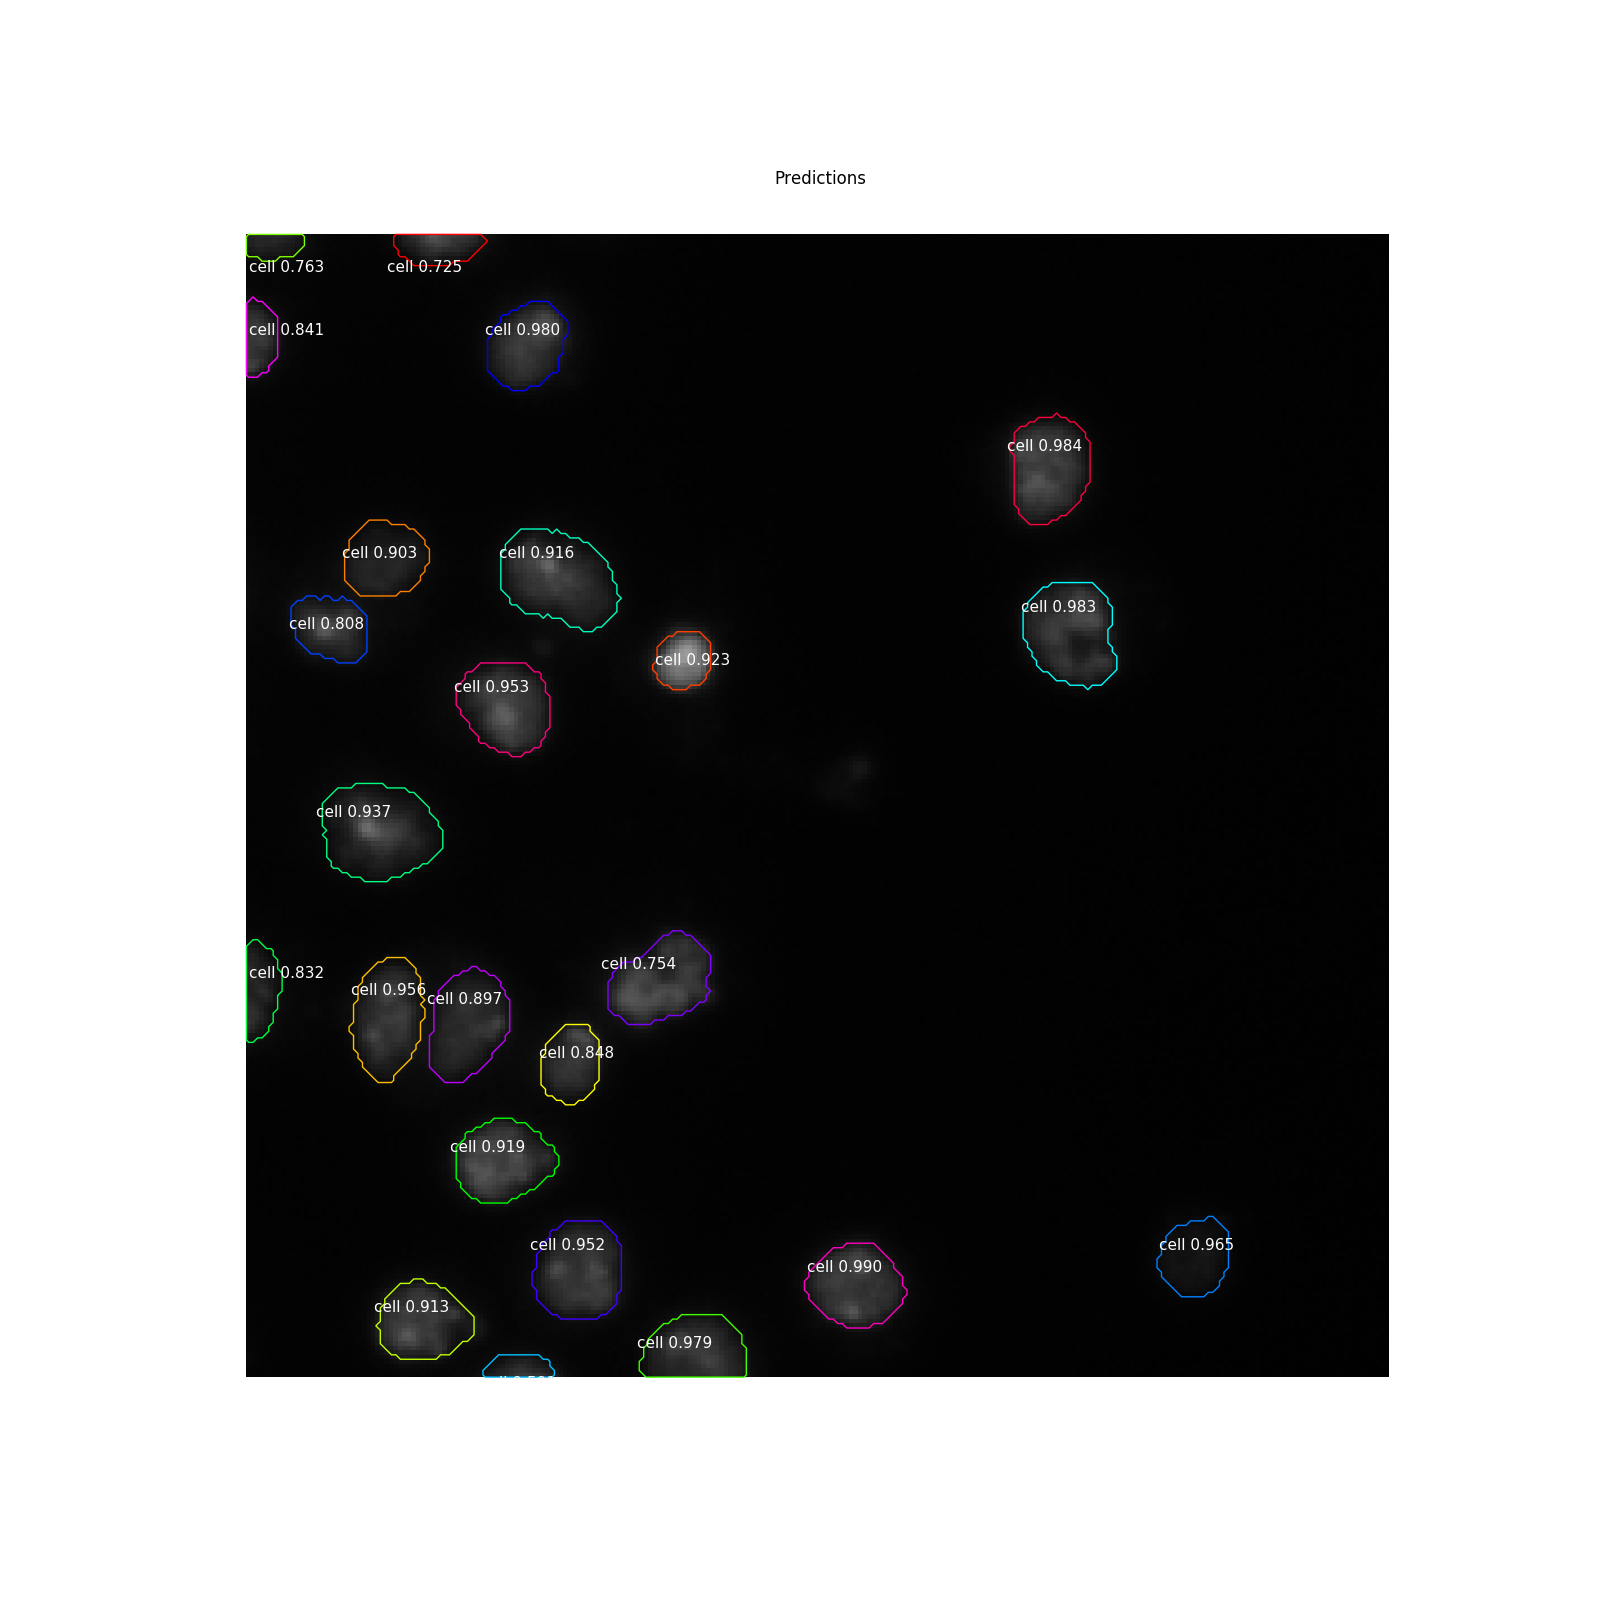 Predictions
cell 0.763
cell 0.725
cell 0.841
cell 0.980
cell 0.984
cell 0.903
cell 0.916
cell 0.983
cell 0.808
cell 0.923
cell 0.953
cell 0.937
cell 0.754
cell 0.832
cell 0.956
cell 0.897
cell 0.848
cell 0.919
cell 0.952
cell 0.965
cell 0.990
cell 0.913
cell 0.979